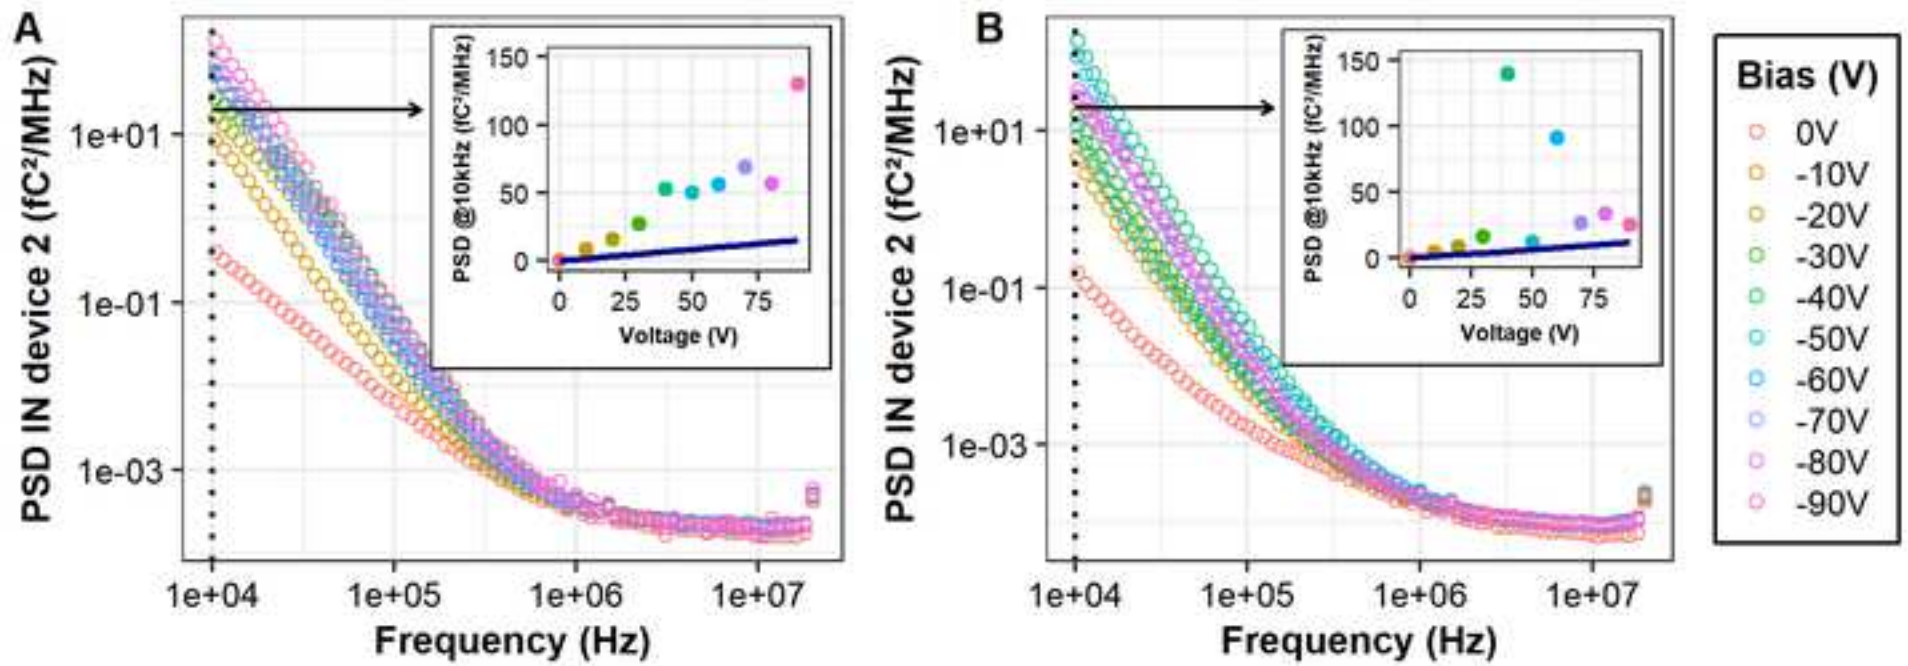 A
PSD IN device 2 (fC²/MHz)
1e+01
1e-01
1e-03
1e+04
1e+05
1e+06
1e+07
Frequency (Hz)
PSD @10kHz (fC²/MHz)
150
100
50
0
0
25
50
75
Voltage (V)
B
PSD IN device 2 (fC²/MHz)
1e+01
1e-01
1e-03
1e+04
1e+05
1e+06
1e+07
Frequency (Hz)
PSD @10kHz (fC²/MHz)
150
100
50
0
0
25
50
75
Voltage (V)
Bias (V)
0V
-10V
-20V
-30V
-40V
-50V
-60V
-70V
-80V
-90V